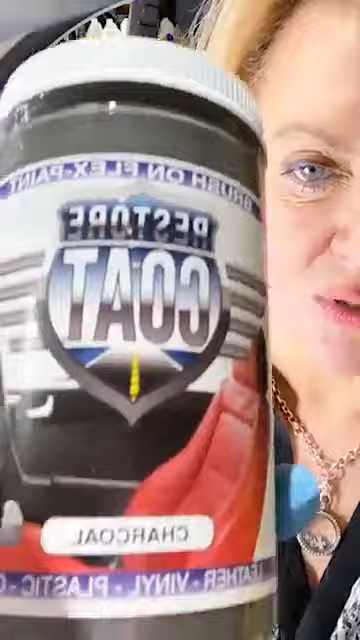 BRUSH ON FLEX-PAINT
RESTORE
COAT
CHARCOAL
LEATHER - VINYL - PLASTIC -